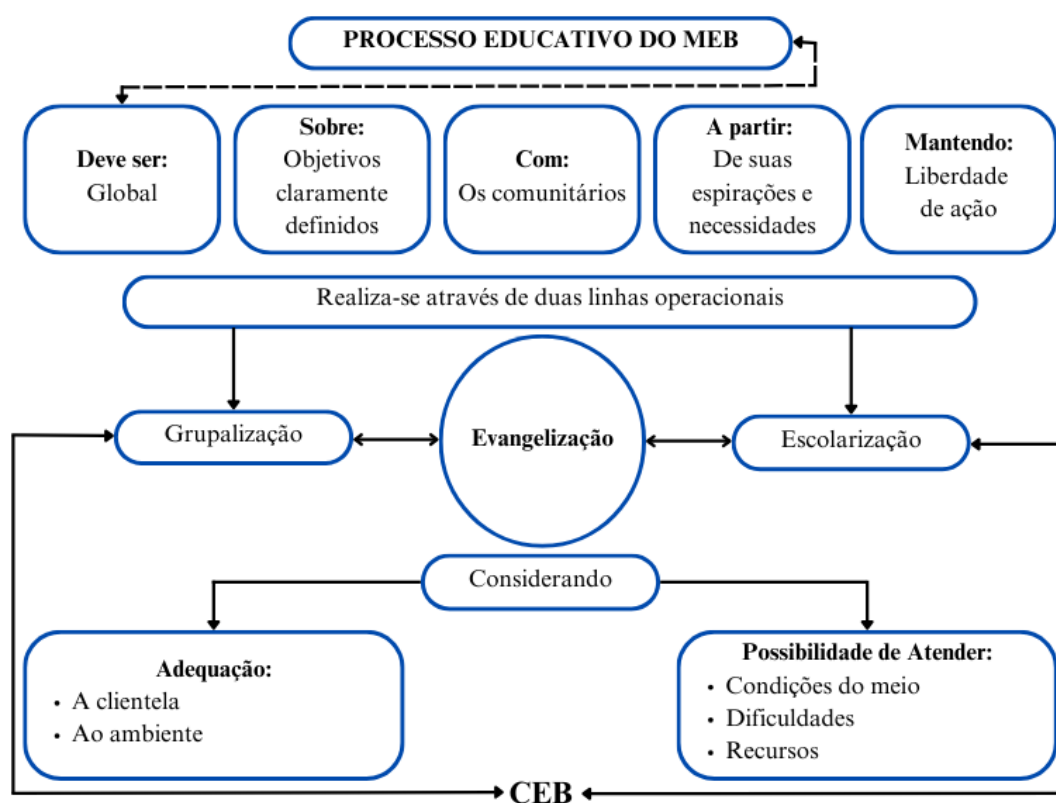 PROCESSO EDUCATIVO DO MEB
Deve ser:
Global
Sobre:
Objetivos
claramente
definidos
Com:
Os comunitários
A partir:
De suas
espirações e
necessidades
Mantendo:
Liberdade
de ação
Realiza-se através de duas linhas operacionais
Grupalização
Evangelização
Escolarização
Considerando
Adequação:
• A clientela
• Ao ambiente
Possibilidade de Atender:
• Condições do meio
• Dificuldades
• Recursos
CEB